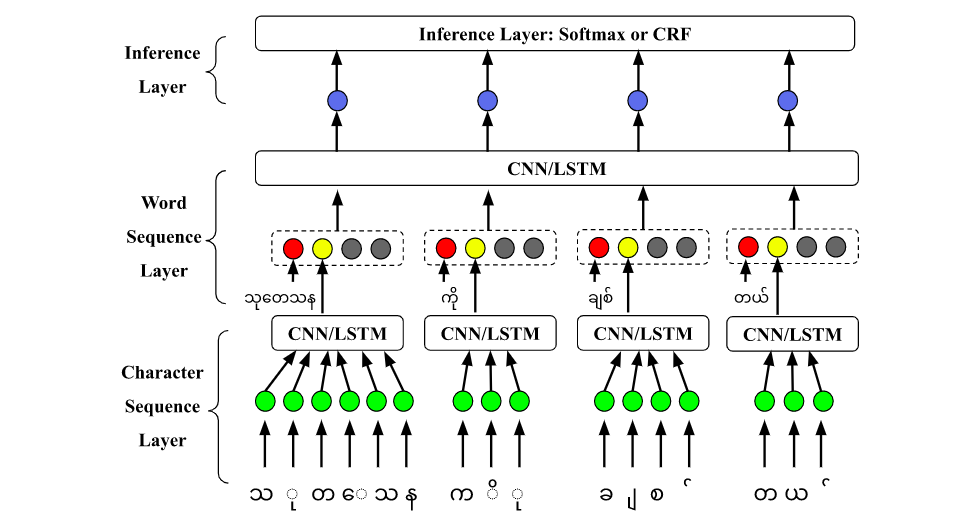 Inference Layer: Softmax or CRF
Inference
Layer
CNN/LSTM
Word
Sequence
Layer
သုတေသန ကို ချစ် တယ်
CNN/LSTM CNN/LSTM CNN/LSTM CNN/LSTM
Character
Sequence
Layer
သ ု တ ေ သ န က ိ ု ခ ျ စ ် တ ယ ်